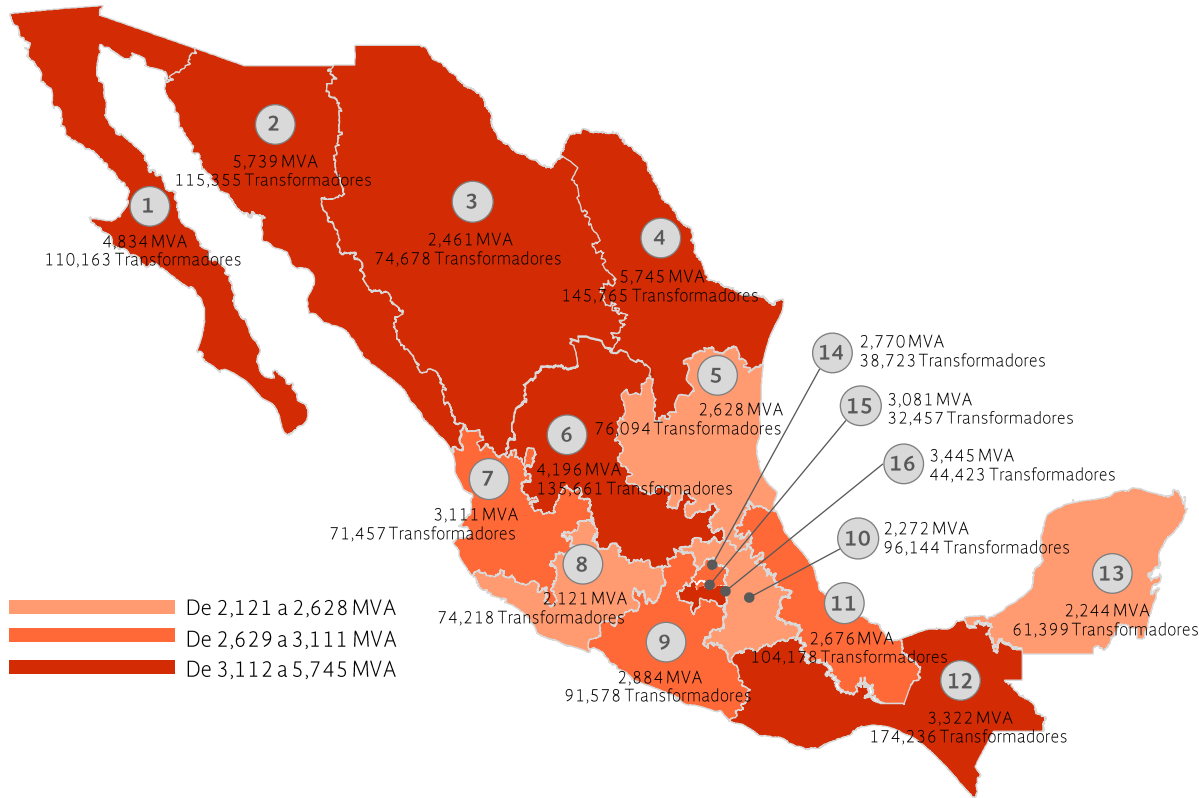 1
4,834 MVA
110,163 Transformadores
2
5,739 MVA
115,355 Transformadores
3
2,461 MVA
74,678 Transformadores
4
5,745 MVA
145,765 Transformadores
5
2,628 MVA
76,094 Transformadores
6
4,196 MVA
135,661 Transformadores
7
3,111 MVA
71,457 Transformadores
8
2,121 MVA
74,218 Transformadores
9
2,884 MVA
91,578 Transformadores
14
2,770 MVA
38,723 Transformadores
15
3,081 MVA
32,457 Transformadores
16
3,445 MVA
44,423 Transformadores
10
2,272 MVA
96,144 Transformadores
11
2,676 MVA
104,178 Transformadores
12
3,322 MVA
174,236 Transformadores
13
2,244 MVA
61,399 Transformadores
De 2,121 a 2,628 MVA
De 2,629 a 3,111 MVA
De 3,112 a 5,745 MVA